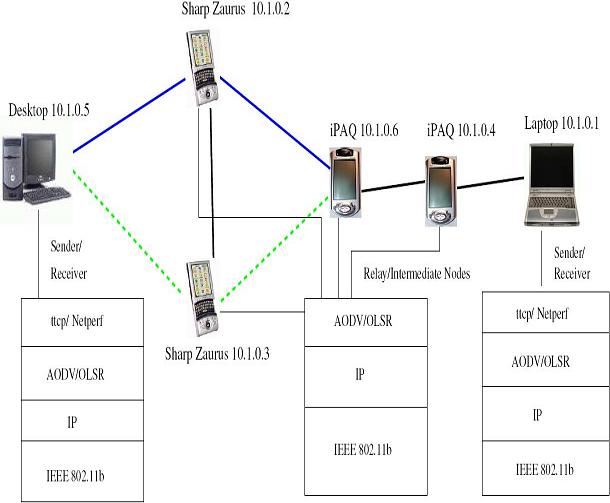 Sharp Zaurus 10.1.0.2
Desktop 10.1.0.5
iPAQ 10.1.0.6
iPAQ 10.1.0.4
Laptop 10.1.0.1
Sender/
Receiver
Relay/Intermediate Nodes
Sender/
Receiver
Sharp Zaurus 10.1.0.3
ttcp/ Netperf
AODV/OLSR
IP
IEEE 802.11b
AODV/OLSR
IP
IEEE 802.11b
ttcp/ Netperf
AODV/OLSR
IP
IEEE 802.11b